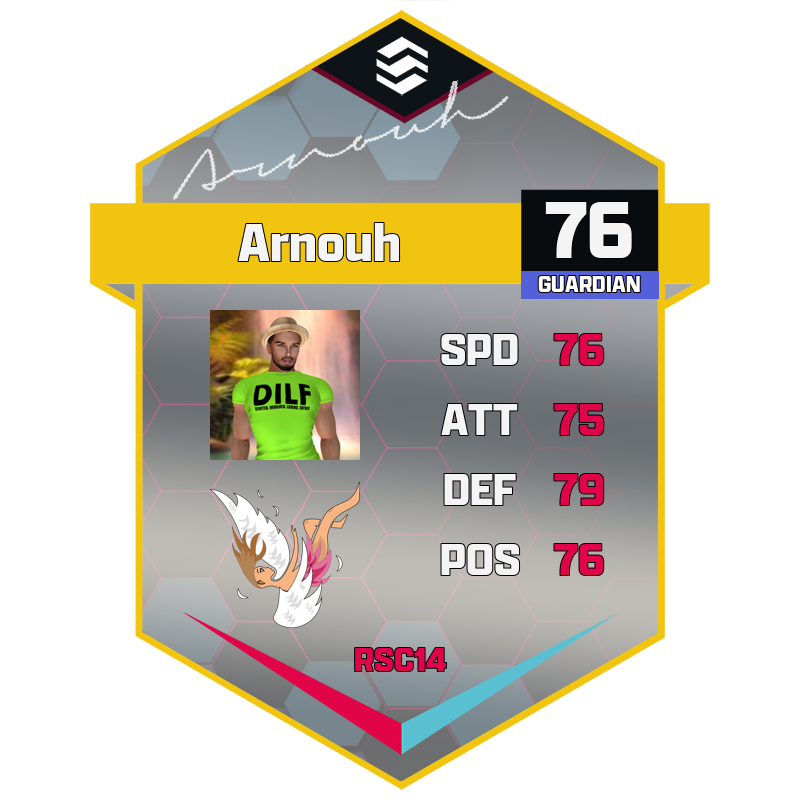 Arnouh
Arnouh
76
GUARDIAN
DILF
SPD 76
ATT 75
DEF 79
POS 76
RSC14